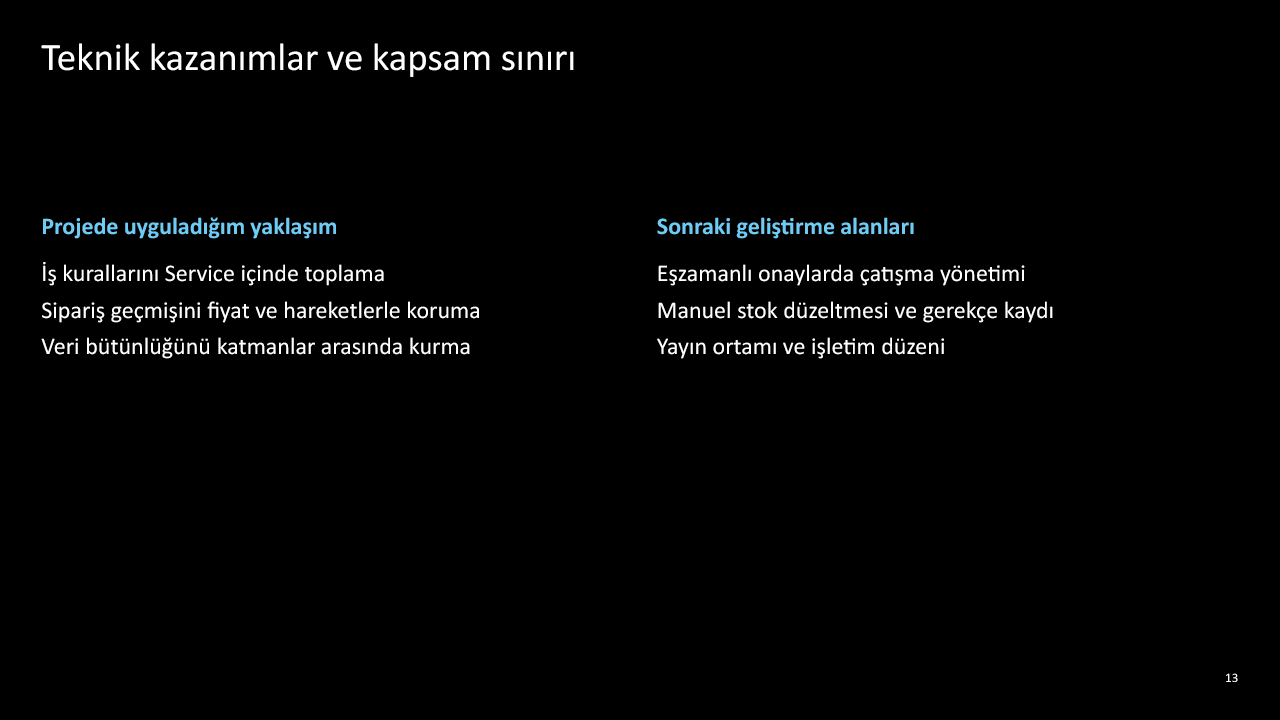 Teknik kazanımlar ve kapsam sınırı
Projede uyguladığım yaklaşım
İş kurallarını Service içinde toplama
Sipariş geçmişini fiyat ve hareketlerle koruma
Veri bütünlüğünü katmanlar arasında kurma
Sonraki geliştirme alanları
Eşzamanlı onaylarda çatışma yönetimi
Manuel stok düzeltmesi ve gerekçe kaydı
Yayın ortamı ve işletim düzeni
13